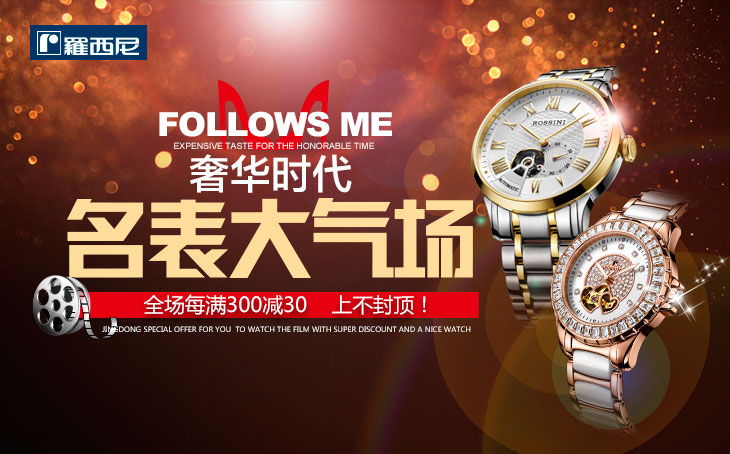 r 羅西尼
FOLLOWS ME
EXPENSIVE TASTE FOR THE HONORABLE TIME
奢华时代
名表大气场
全场每满300减30 上不封顶！
JINGDONG SPECIAL OFFER FOR YOU TO WATCH THE FILM WITH SUPER DISCOUNT AND A NICE WATCH
ROSSINI
AUTOMATIC